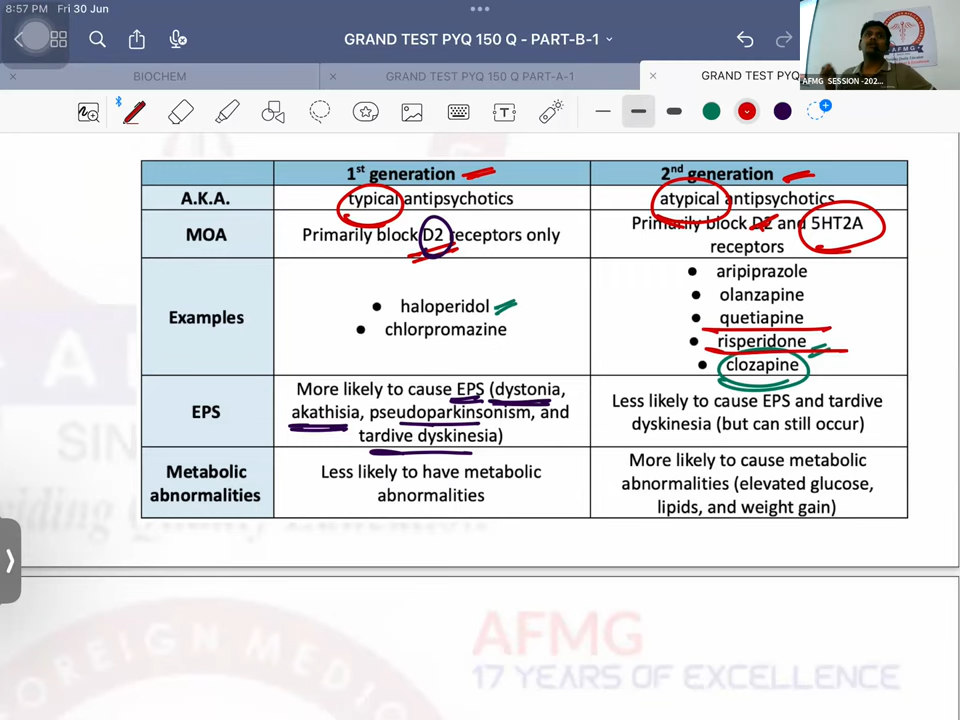 8:57 PM Fri 30 Jun
GRAND TEST PYQ 150 Q - PART-B-1
AFMG
AFMG SESSION -202...
BIOCHEM
GRAND TEST PYQ 150 Q PART-A-1
GRAND TEST PYQ
1st generation
2nd generation
A.K.A.
typical antipsychotics
atypical antipsychotics
MOA
Primarily block D2 receptors only
Primarily block D2 and 5HT2A
receptors
Examples
• haloperidol
• chlorpromazine
• aripiprazole
• olanzapine
• quetiapine
• risperidone
• clozapine
EPS
More likely to cause EPS (dystonia,
akathisia, pseudoparkinsonism, and
tardive dyskinesia)
Less likely to cause EPS and tardive
dyskinesia (but can still occur)
Metabolic
abnormalities
Less likely to have metabolic
abnormalities
More likely to cause metabolic
abnormalities (elevated glucose,
lipids, and weight gain)
AFMG
17 YEARS OF EXCELLENCE